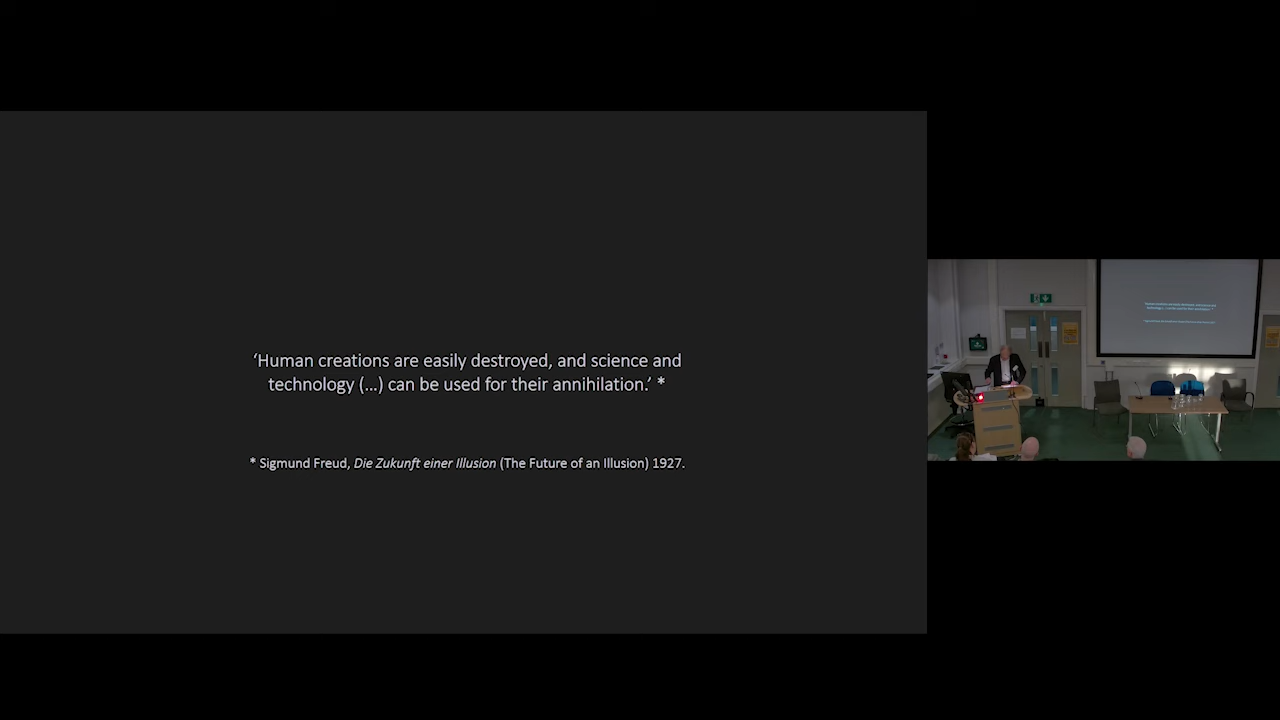 ‘Human creations are easily destroyed, and science and
technology (…) can be used for their annihilation.’ *
* Sigmund Freud, Die Zukunft einer Illusion (The Future of an Illusion) 1927.